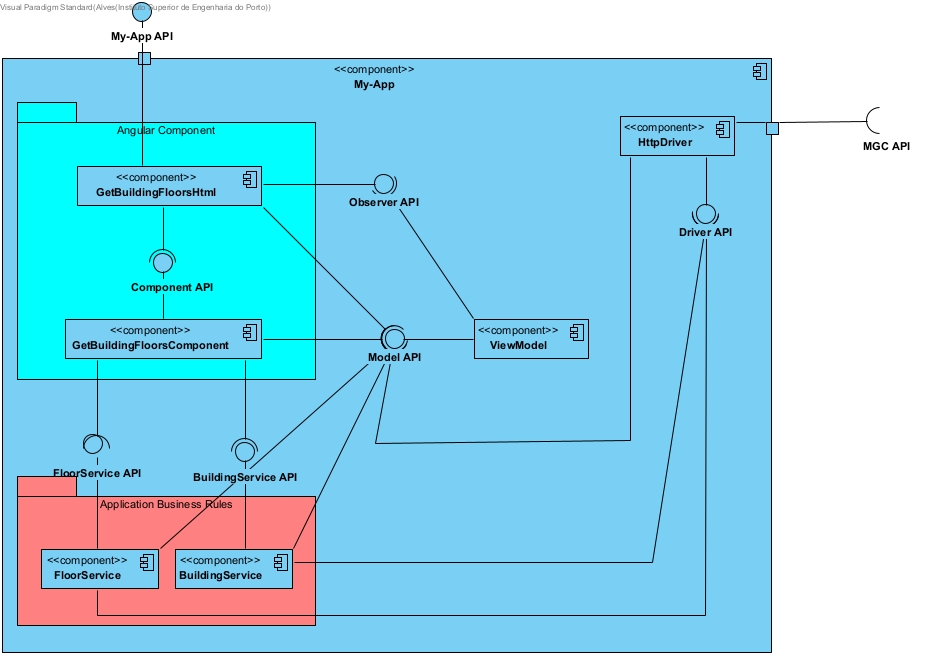 Visual Paradigm Standard(Alves(Instituto Superior de Engenharia do Porto))
My-App API
<<component>>
My-App
Angular Component
<<component>>
HttpDriver
MGC API
<<component>>
GetBuildingFloorsHtml
Observer API
Driver API
Component API
<<component>>
GetBuildingFloorsComponent
Model API
<<component>>
ViewModel
FloorService API
BuildingService API
Application Business Rules
<<component>>
FloorService
<<component>>
BuildingService